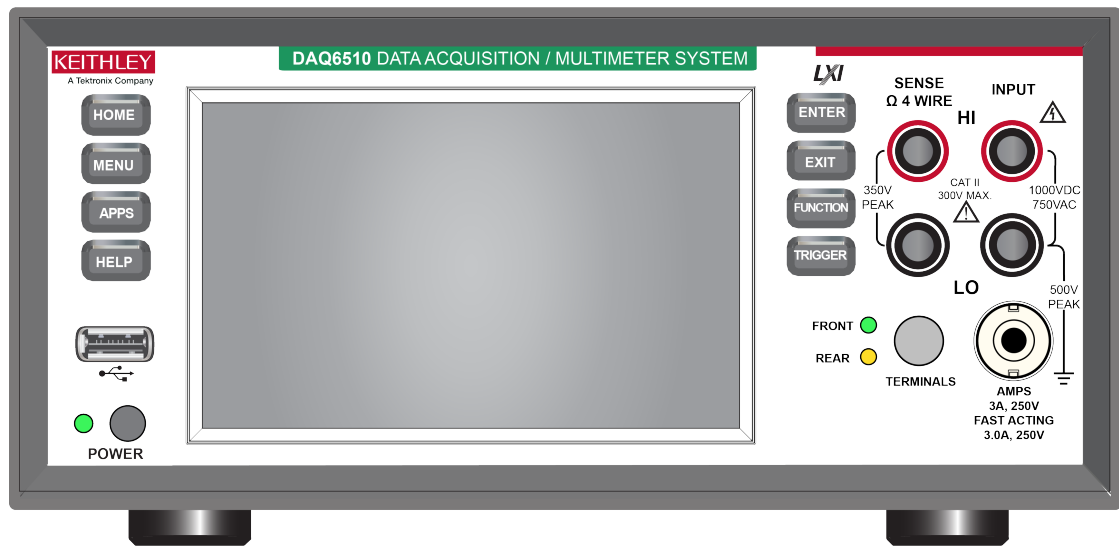 KEITHLEY
A Tektronix Company
DAQ6510 DATA ACQUISITION / MULTIMETER SYSTEM
LXI
HOME
MENU
APPS
HELP
POWER
ENTER
EXIT
FUNCTION
TRIGGER
SENSE
Ω 4 WIRE
INPUT
HI
350V
PEAK
CAT II
300V MAX.
1000VDC
750VAC
LO
500V
PEAK
FRONT
REAR
TERMINALS
AMPS
3A, 250V
FAST ACTING
3.0A, 250V